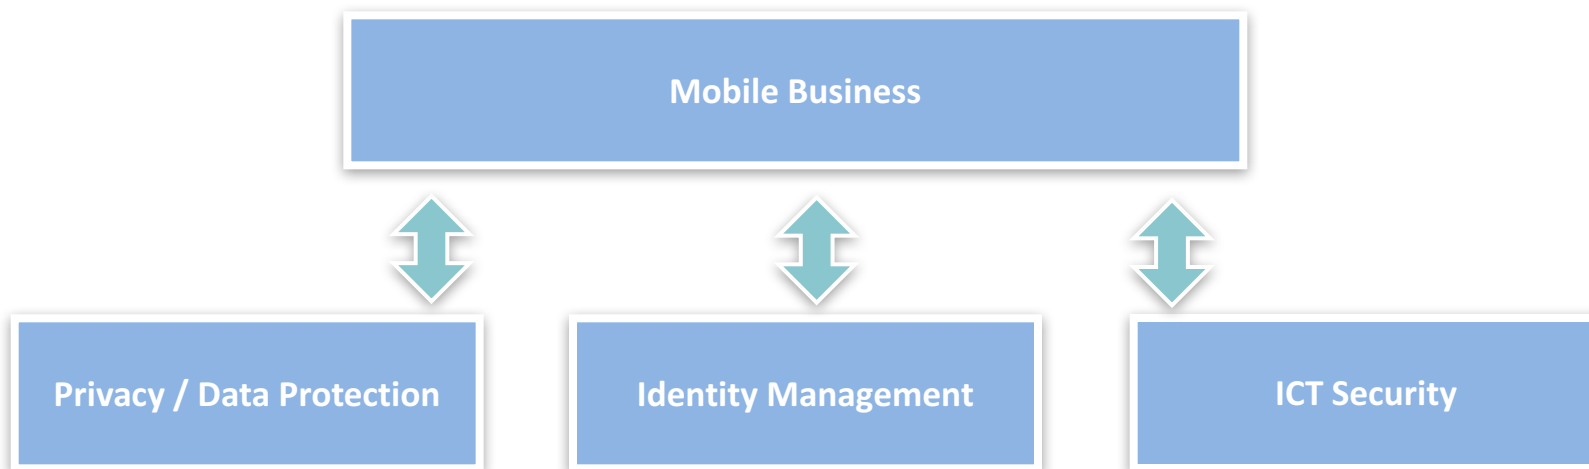 Mobile Business
Privacy / Data Protection
Identity Management
ICT Security